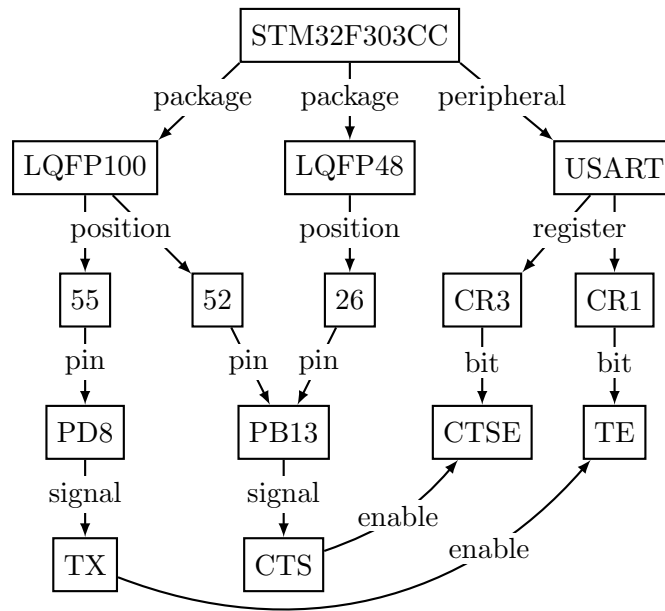 STM32F303CC
package package peripheral
LQFP100 LQFP48 USART
position position register
55 52 26 CR3 CR1
pin pin pin bit bit
PD8 PB13 CTSE TE
signal signal enable
TX CTS enable